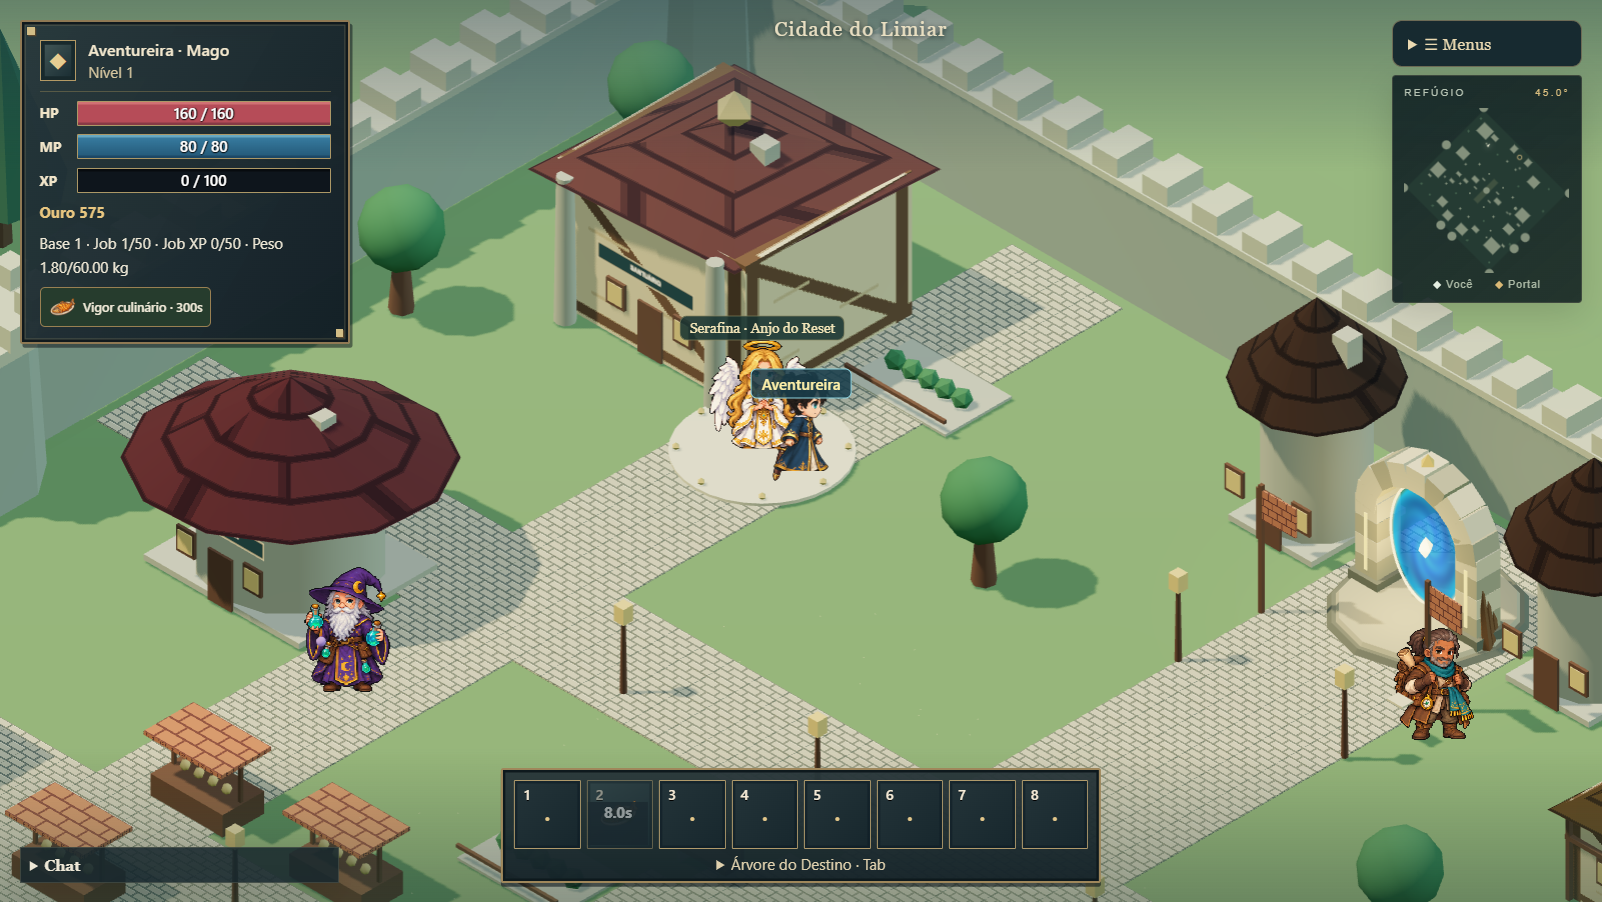 Cidade do Limiar
Aventureira · Mago
Nível 1
HP
160 / 160
MP
80 / 80
XP
0 / 100
Ouro 575
Base 1 · Job 1/50 · Job XP 0/50 · Peso
1.80/60.00 kg
Vigor culinário · 300s
☰ Menus
REFÚGIO
45.0°
Você
Portal
Serafina · Anjo do Reset
Aventureira
1
2
8.0s
3
4
5
6
7
8
Árvore do Destino · Tab
Chat